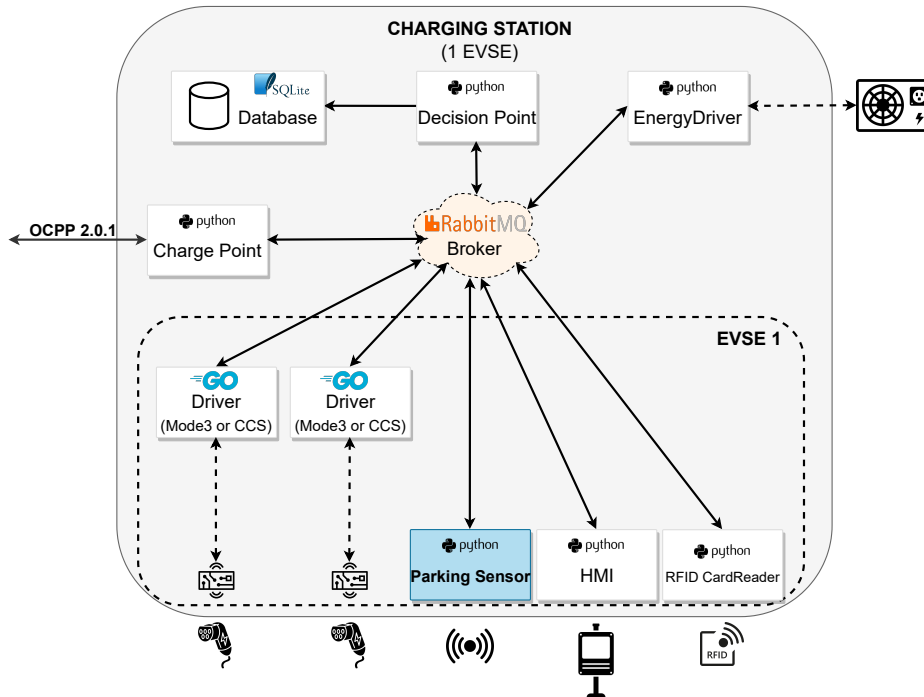 CHARGING STATION
(1 EVSE)
SQLite
Database
python
Decision Point
python
EnergyDriver
OCPP 2.0.1
python
Charge Point
RabbitMQ
Broker
EVSE 1
GO
Driver
(Mode3 or CCS)
GO
Driver
(Mode3 or CCS)
python
Parking Sensor
python
HMI
python
RFID CardReader
RFID